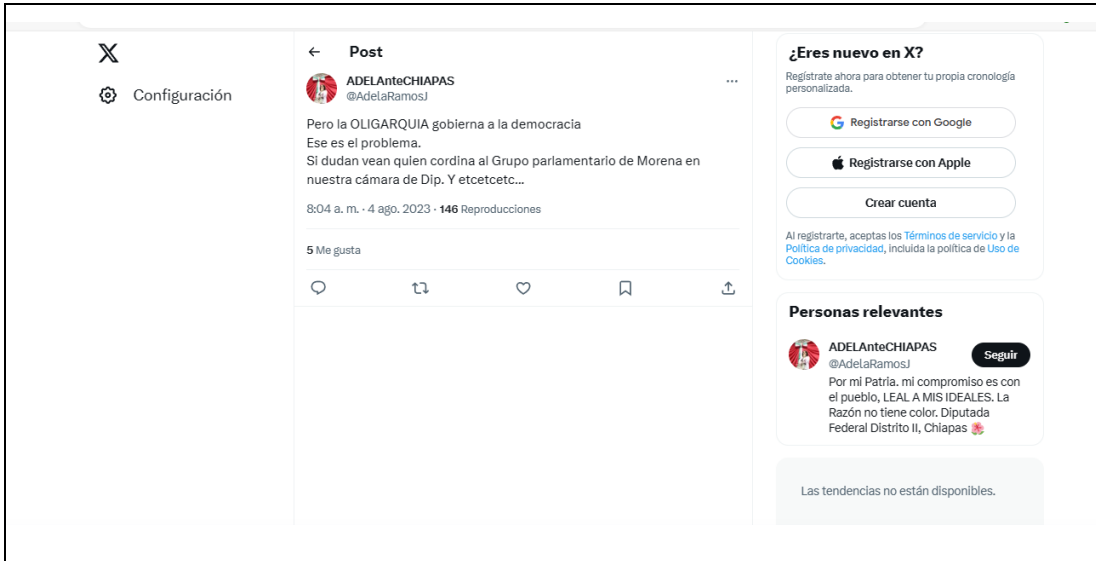 Post
ADELAnteCHIAPAS
@AdelaRamosJ
Pero la OLIGARQUIA gobierna a la democracia
Ese es el problema.
Si dudan vean quien cordina al Grupo parlamentario de Morena en
nuestra cámara de Dip. Y etcetcetc...
8:04 a. m. · 4 ago. 2023 · 146 Reproducciones
5 Me gusta
Configuración
¿Eres nuevo en X?
Regístrate ahora para obtener tu propia cronología
personalizada.
Registrarse con Google
Registrarse con Apple
Crear cuenta
Al registrarte, aceptas los Términos de servicio y la
Política de privacidad, incluida la política de Uso de
Cookies.
Personas relevantes
ADELAnteCHIAPAS
@AdelaRamosJ
Seguir
Por mi Patria. mi compromiso es con
el pueblo, LEAL A MIS IDEALES. La
Razón no tiene color. Diputada
Federal Distrito II, Chiapas 🌺
Las tendencias no están disponibles.